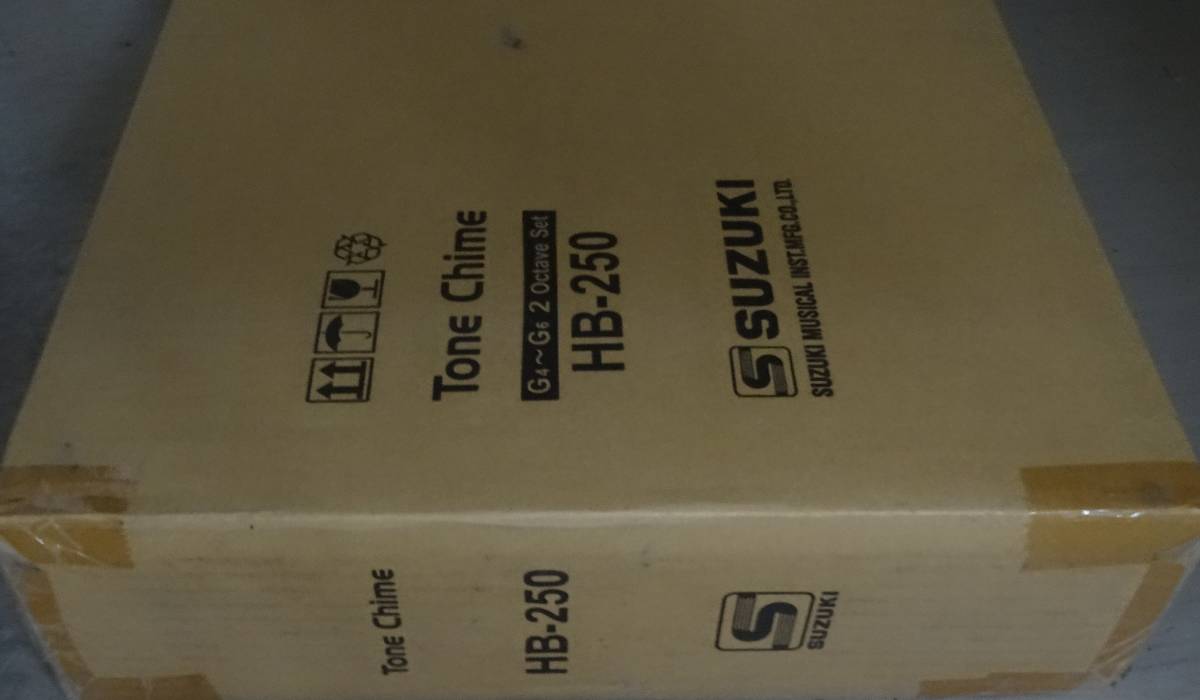 Tone Chime
G4~G6 2 Octave Set
HB-250
SUZUKI
SUZUKI MUSICAL INST.MFG.CO.,LTD.
Tone Chime
HB-250
SUZUKI